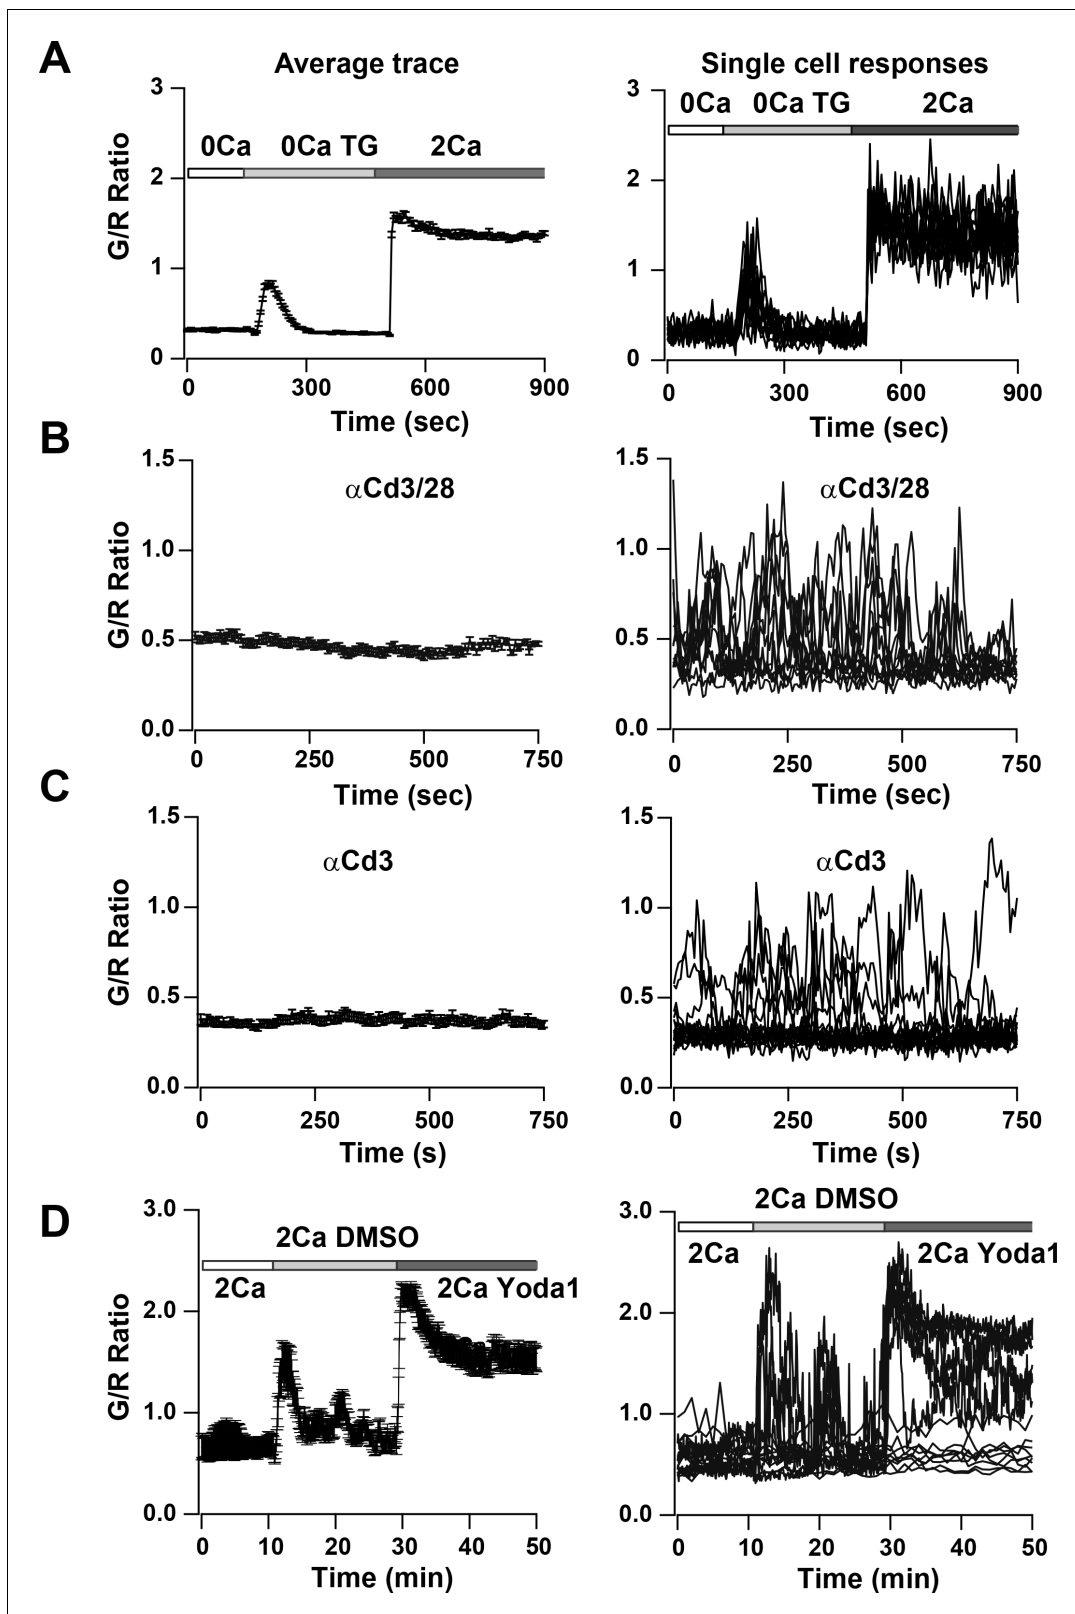 A
Average trace
Single cell responses
3
2
1
0
G/R Ratio
0Ca 0Ca TG 2Ca
0 300 600 900
Time (sec)
3
2
1
0
0Ca 0Ca TG 2Ca
0 300 600 900
Time (sec)
B
1.5
1.0
0.5
0.0
G/R Ratio
αCd3/28
0 250 500 750
Time (sec)
1.5
1.0
0.5
0.0
αCd3/28
0 250 500 750
Time (sec)
C
1.5
1.0
0.5
0.0
G/R Ratio
αCd3
0 250 500 750
Time (s)
1.5
1.0
0.5
0.0
αCd3
0 250 500 750
Time (s)
D
3.0
2.0
1.0
0.0
G/R Ratio
2Ca DMSO
2Ca 2Ca Yoda1
0 10 20 30 40 50
Time (min)
3.0
2.0
1.0
0.0
2Ca DMSO
2Ca 2Ca Yoda1
0 10 20 30 40 50
Time (min)